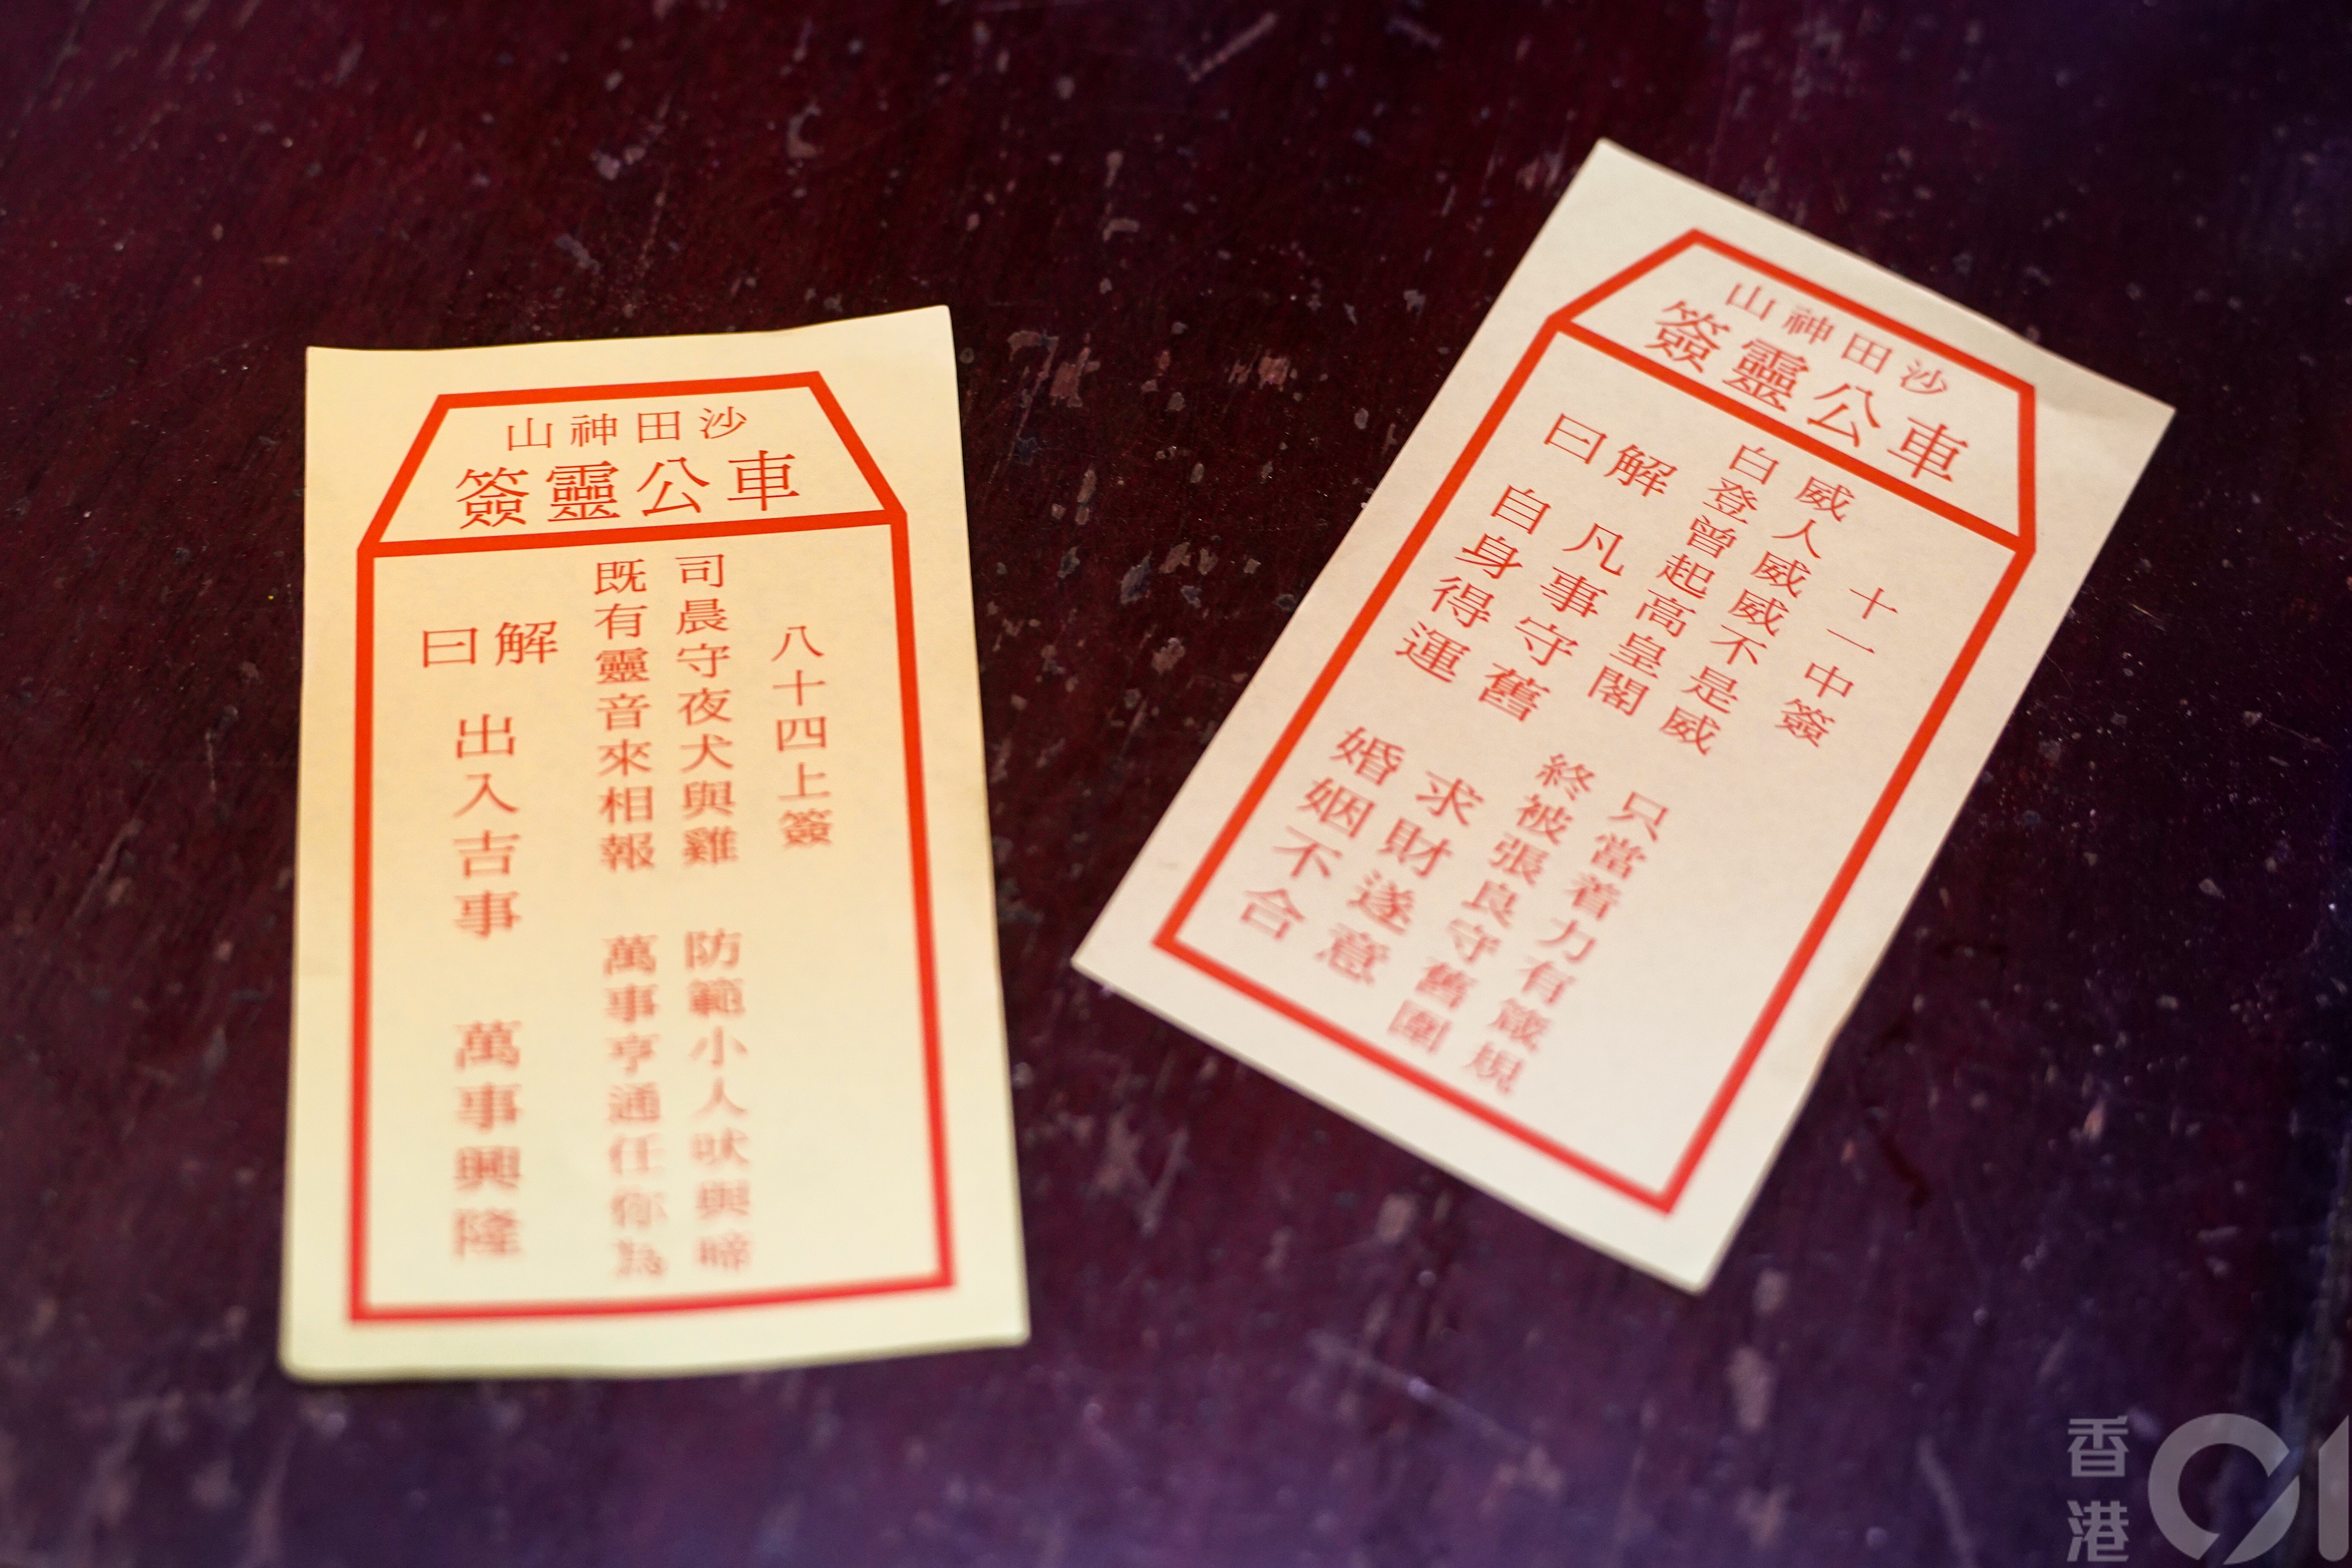 沙田神山
車公靈簽
八十四上簽
司晨守夜犬與雞　防範小人吠與啼
既有靈音來相報　萬事亨通任你為
解曰
出入吉事　萬事興隆
沙田神山
車公靈簽
十一中簽
威人威威不是威　只當着力有箴規
白登曾起高皇閣　終被張良守舊圍
解曰
凡事守舊　求財遂意
自身得運　婚姻不合
香港01